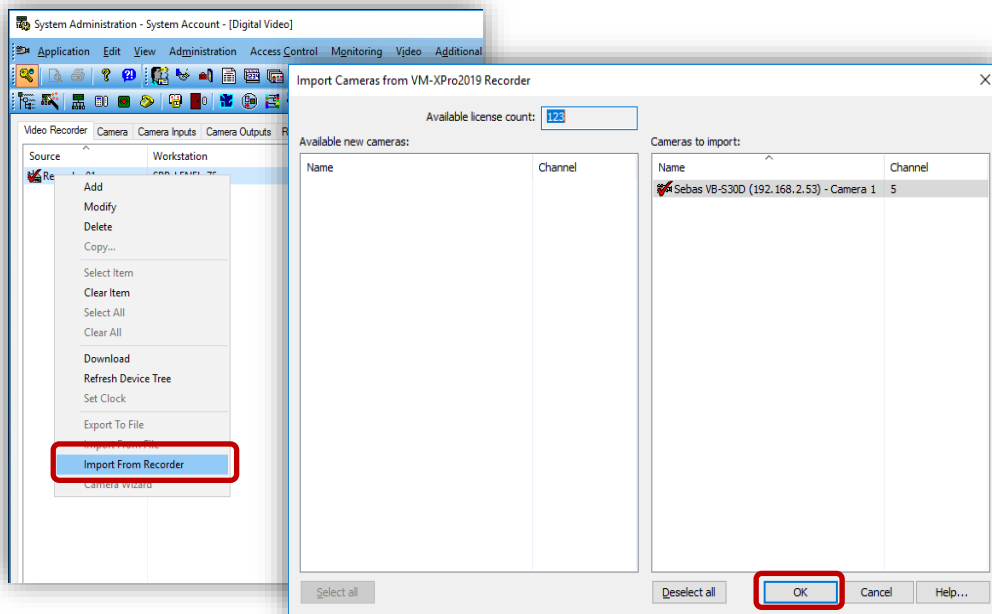 System Administration - System Account - [Digital Video]
Application Edit View Administration Access Control Monitoring Video Additional
Video Recorder Camera Camera Inputs Camera Outputs R
Source Workstation
Add
Modify
Delete
Copy...
Select Item
Clear Item
Select All
Clear All
Download
Refresh Device Tree
Set Clock
Export To File
Import From File
Import From Recorder
Camera Wizard
Import Cameras from VM-XPro2019 Recorder
Available license count: 123
Available new cameras:
Name Channel
Select all
Cameras to import:
Name Channel
Sebas VB-S30D (192.168.2.53) - Camera 1 5
Deselect all OK Cancel Help...